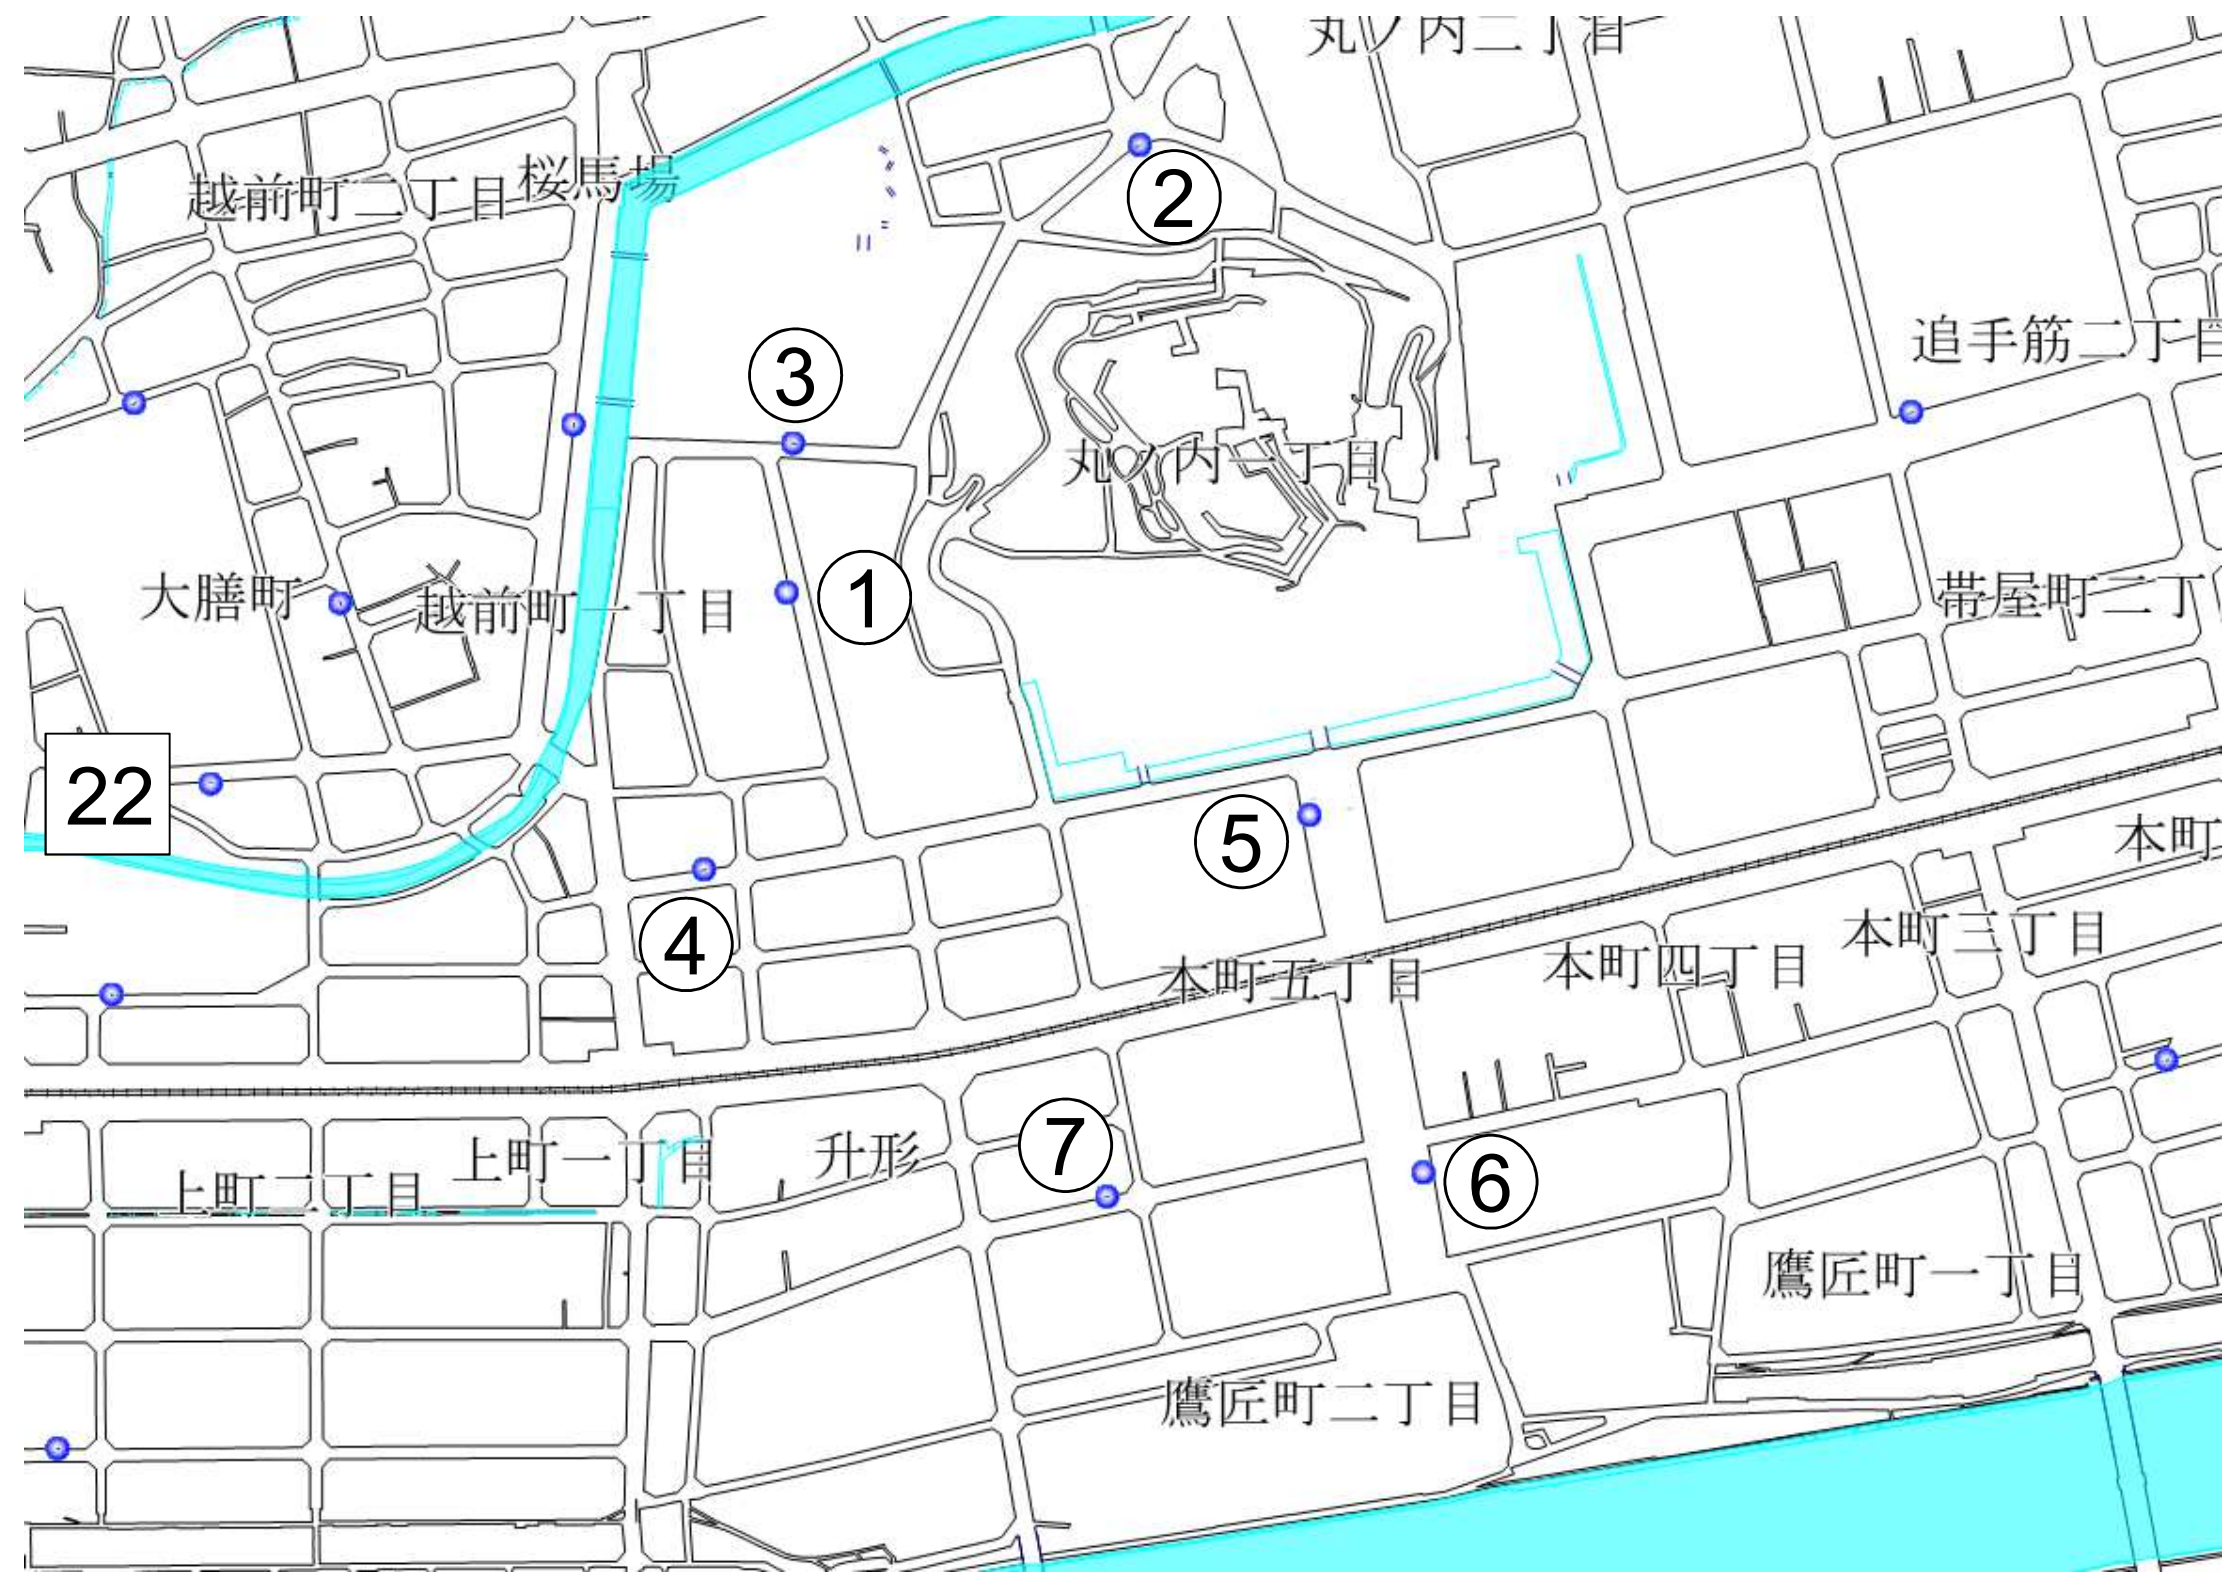 丸ノ内二丁目
②
越前町二丁目
桜馬場
追手筋二丁目
③
丸ノ内一丁目
①
大膳町
越前町一丁目
帯屋町二丁
22
⑤
本町
④
本町三丁目
本町四丁目
本町五丁目
⑦
升形
上町一丁目
⑥
上町二丁目
鷹匠町一丁目
鷹匠町二丁目